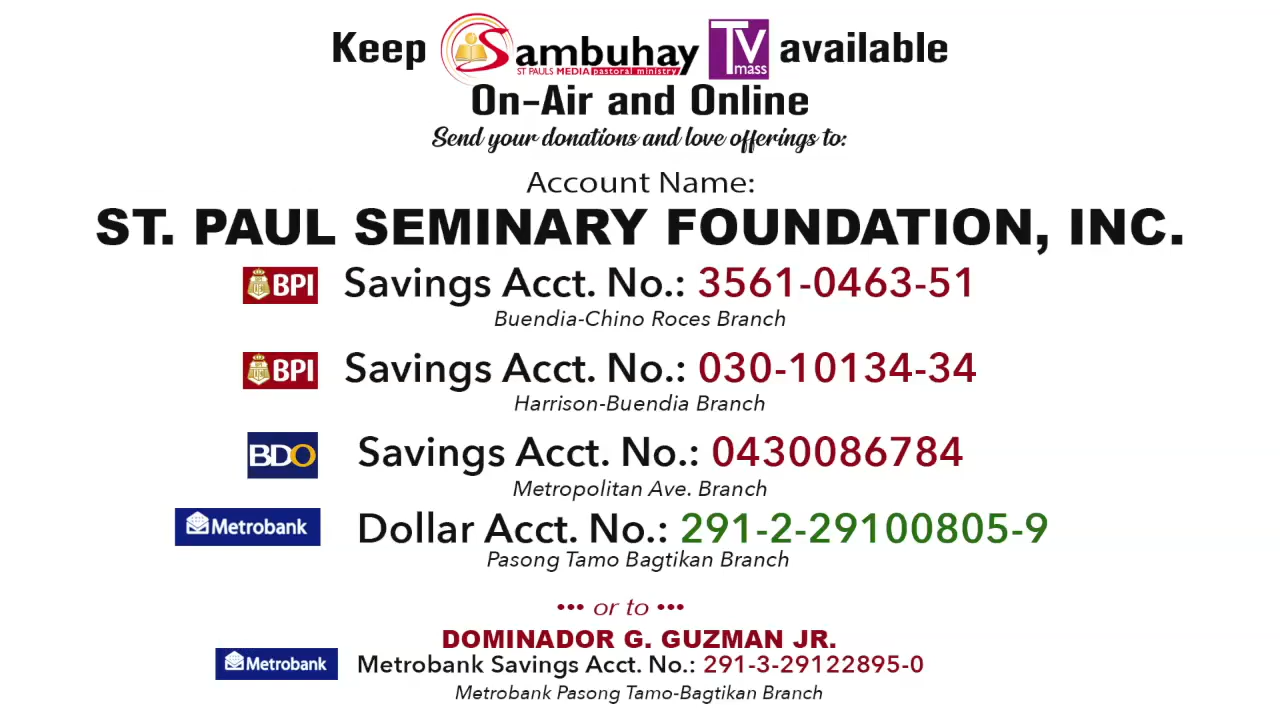 Keep Sambuhay TV mass available
ST PAULS MEDIA pastoral ministry
On-Air and Online
Send your donations and love offerings to:
Account Name:
ST. PAUL SEMINARY FOUNDATION, INC.
BPI Savings Acct. No.: 3561-0463-51
Buendia-Chino Roces Branch
BPI Savings Acct. No.: 030-10134-34
Harrison-Buendia Branch
BDO Savings Acct. No.: 0430086784
Metropolitan Ave. Branch
Metrobank Dollar Acct. No.: 291-2-29100805-9
Pasong Tamo Bagtikan Branch
••• or to •••
DOMINADOR G. GUZMAN JR.
Metrobank Metrobank Savings Acct. No.: 291-3-29122895-0
Metrobank Pasong Tamo-Bagtikan Branch